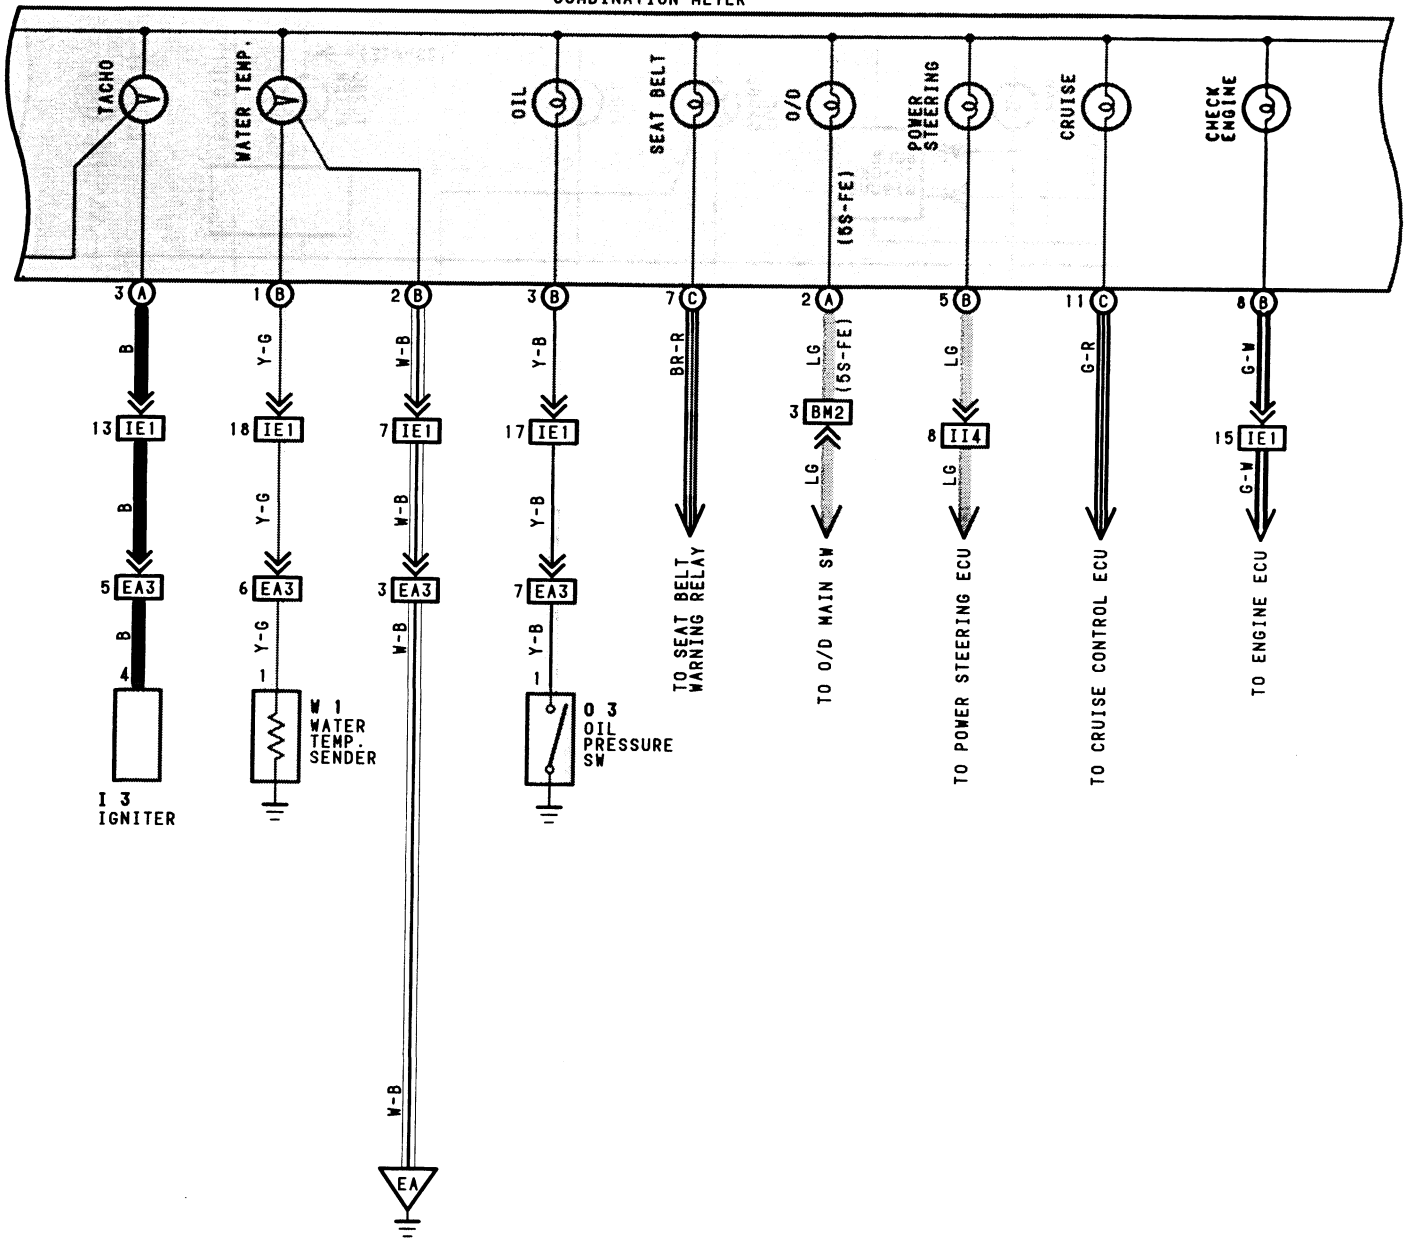 COMBINATION METER
TACHO
WATER TEMP.
OIL
SEAT BELT
O/D
(5S-FE)
POWER
STEERING
CRUISE
CHECK
ENGINE
3 A
1 B
2 B
3 B
7 C
2 A
5 B
11 C
8 B
B
Y-G
W-B
Y-B
BR-R
LG
(5S-FE)
LG
G-R
G-W
13 IE1
18 IE1
7 IE1
17 IE1
3 BM2
8 II4
15 IE1
B
Y-G
W-B
Y-B
LG
LG
G-W
5 EA3
6 EA3
3 EA3
7 EA3
TO SEAT BELT
WARNING RELAY
TO O/D MAIN SW
TO POWER STEERING ECU
TO CRUISE CONTROL ECU
TO ENGINE ECU
B
Y-G
W-B
Y-B
4
1
1
W 1
WATER
TEMP.
SENDER
O 3
OIL
PRESSURE
SW
I 3
IGNITER
W-B
EA